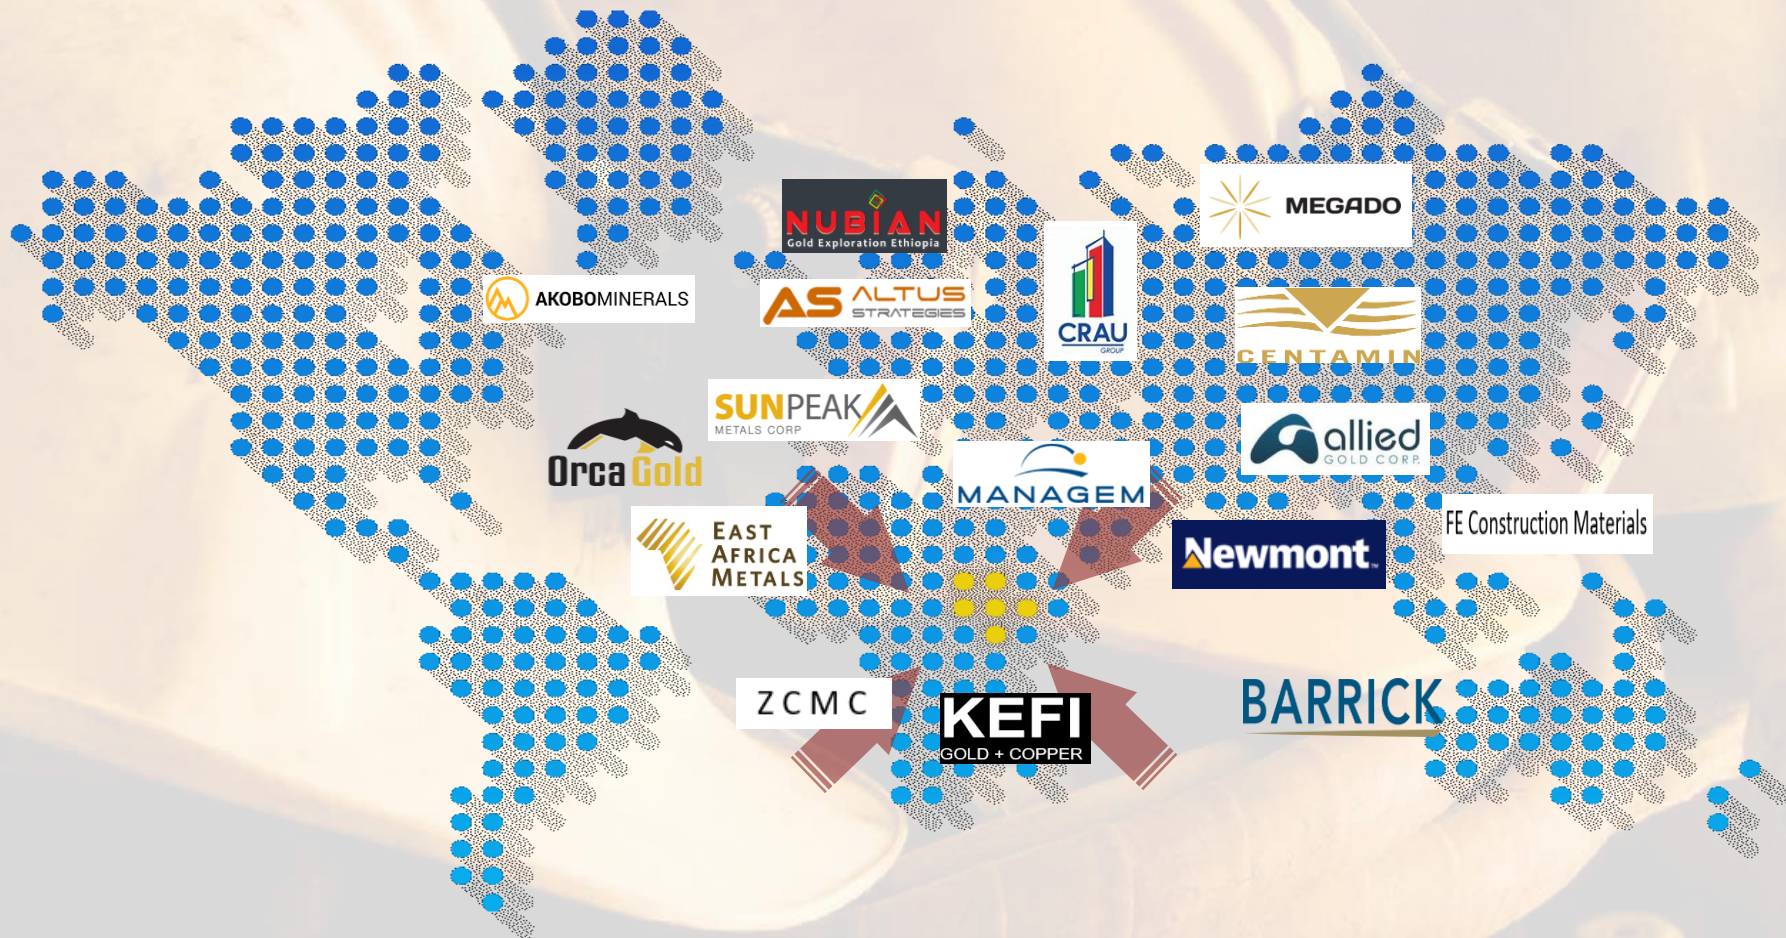 NUBIAN
Gold Exploration Ethiopia
MEGADO
AKOBOMINERALS
AS ALTUS
STRATEGIES
CRAU
GROUP
CENTAMIN
SUNPEAK
METALS CORP
OrcaGold
allied
GOLD CORP.
MANAGEM
EAST
AFRICA
METALS
FE Construction Materials
Newmont™
ZCMC
KEFI
GOLD + COPPER
BARRICK